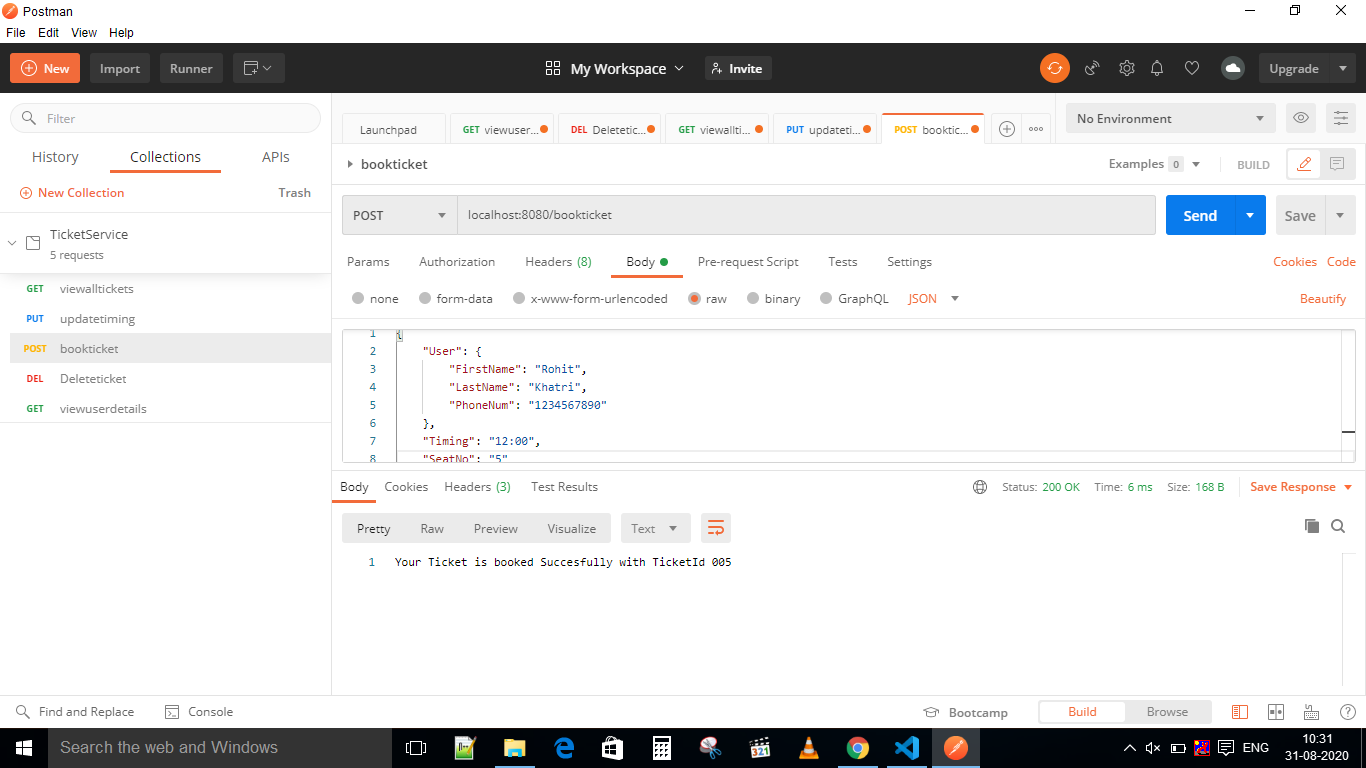 Postman
File Edit View Help
New Import Runner My Workspace Invite Upgrade
Filter
History Collections APIs
New Collection Trash
TicketService
5 requests
GET viewalltickets
PUT updatetiming
POST bookticket
DEL Deleteticket
GET viewuserdetails
Launchpad GET viewuser... DEL Deletetic... GET viewallti... PUT updateti... POST booktic... No Environment
bookticket Examples 0 BUILD
POST localhost:8080/bookticket Send Save
Params Authorization Headers (8) Body Pre-request Script Tests Settings Cookies Code
none form-data x-www-form-urlencoded raw binary GraphQL JSON Beautify
1 {
2 "User": {
3 "FirstName": "Rohit",
4 "LastName": "Khatri",
5 "PhoneNum": "1234567890"
6 },
7 "Timing": "12:00",
8 "SeatNo": "5"
Body Cookies Headers (3) Test Results Status: 200 OK Time: 6 ms Size: 168 B Save Response
Pretty Raw Preview Visualize Text
1 Your Ticket is booked Succesfully with TicketId 005
Find and Replace Console Bootcamp Build Browse
Search the web and Windows 321 ENG 10:31
31-08-2020